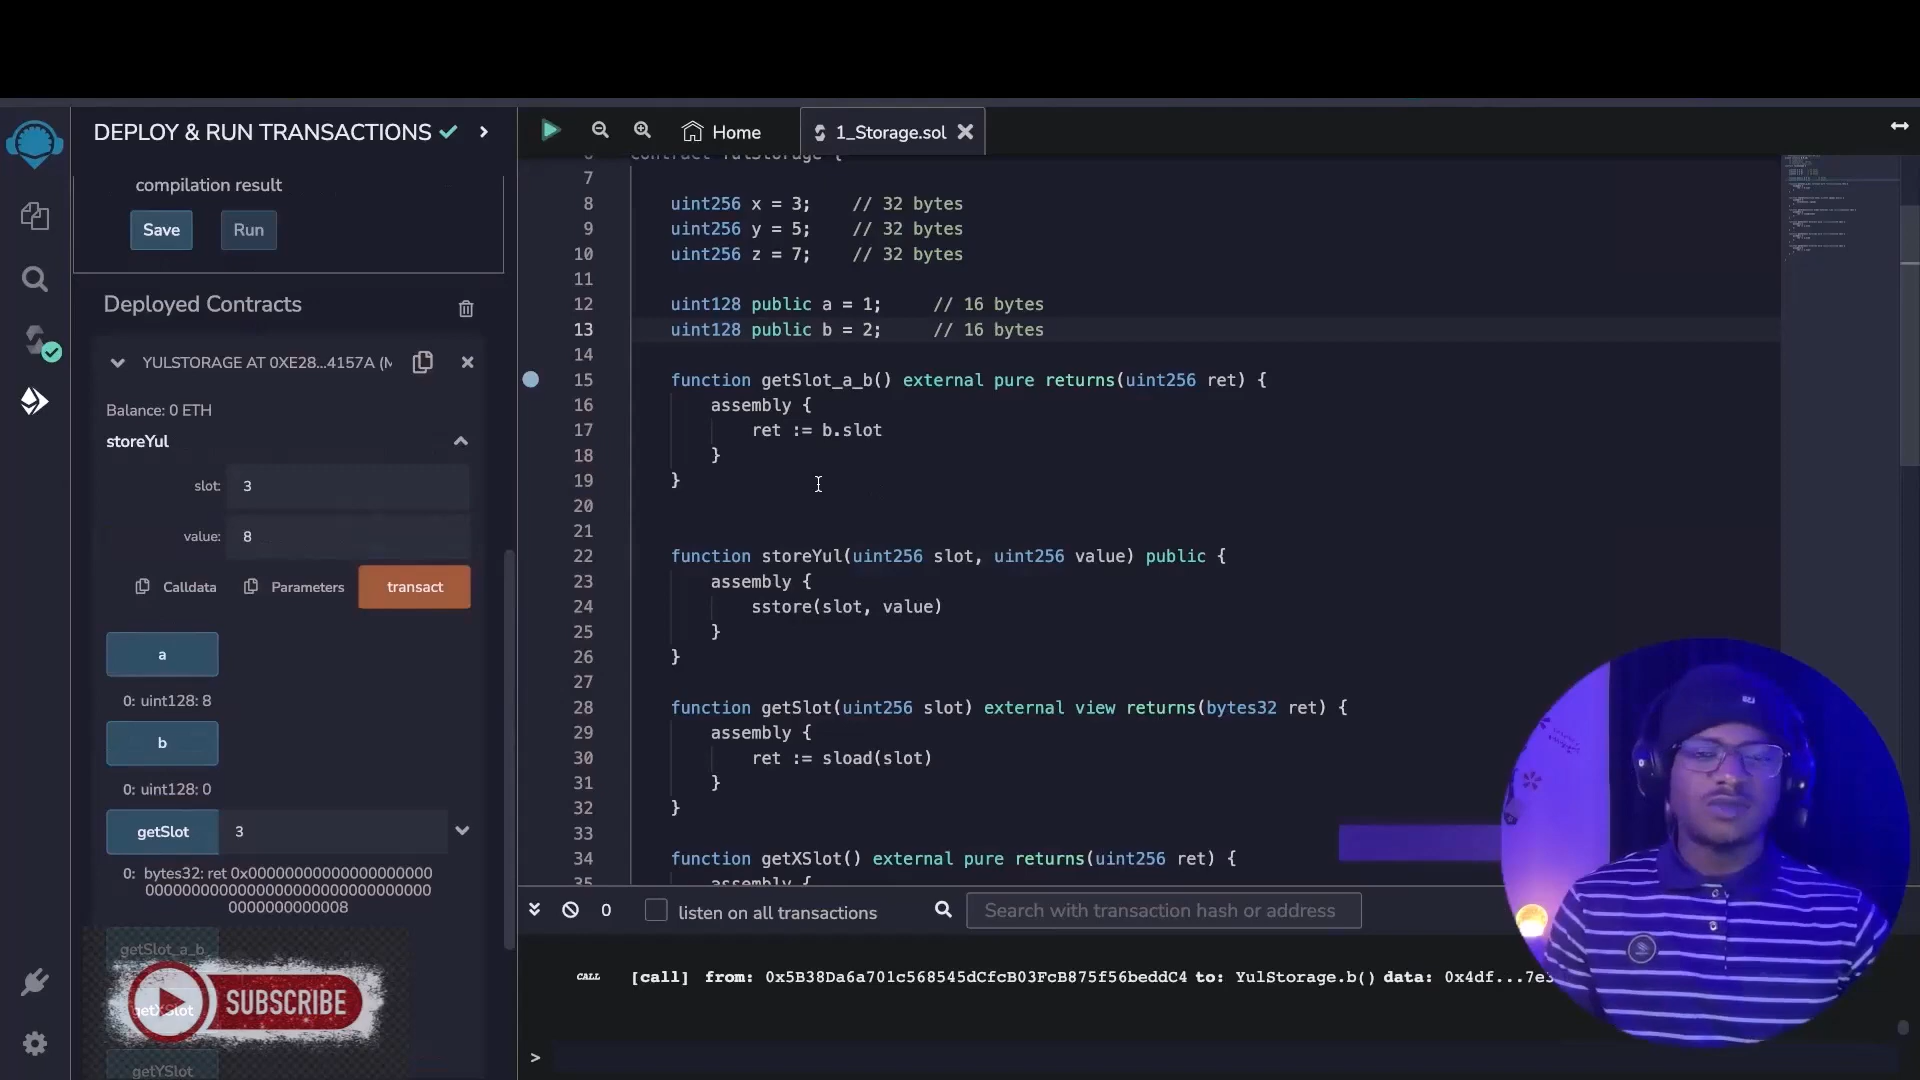 DEPLOY & RUN TRANSACTIONS
compilation result
Save
Run
Deployed Contracts
YULSTORAGE AT 0XE28...4157A (M
Balance: 0 ETH
storeYul
slot:
3
value:
8
Calldata
Parameters
transact
a
0: uint128: 8
b
0: uint128: 0
getSlot
3
0: bytes32: ret 0x00000000000000000000
00000000000000000000000000000
0000000000000008
getSlot_a_b
getXSlot
SUBSCRIBE
getYSlot
Home
1_Storage.sol
contract YulStorage {
7
8 uint256 x = 3; // 32 bytes
9 uint256 y = 5; // 32 bytes
10 uint256 z = 7; // 32 bytes
11
12 uint128 public a = 1; // 16 bytes
13 uint128 public b = 2; // 16 bytes
14
15 function getSlot_a_b() external pure returns(uint256 ret) {
16 assembly {
17 ret := b.slot
18 }
19 }
20
21
22 function storeYul(uint256 slot, uint256 value) public {
23 assembly {
24 sstore(slot, value)
25 }
26 }
27
28 function getSlot(uint256 slot) external view returns(bytes32 ret) {
29 assembly {
30 ret := sload(slot)
31 }
32 }
33
34 function getXSlot() external pure returns(uint256 ret) {
35 assembly {
0
listen on all transactions
Search with transaction hash or address
CALL
[call] from: 0x5B38Da6a701c568545dCfcB03FcB875f56beddC4 to: YulStorage.b() data: 0x4df...7e
>